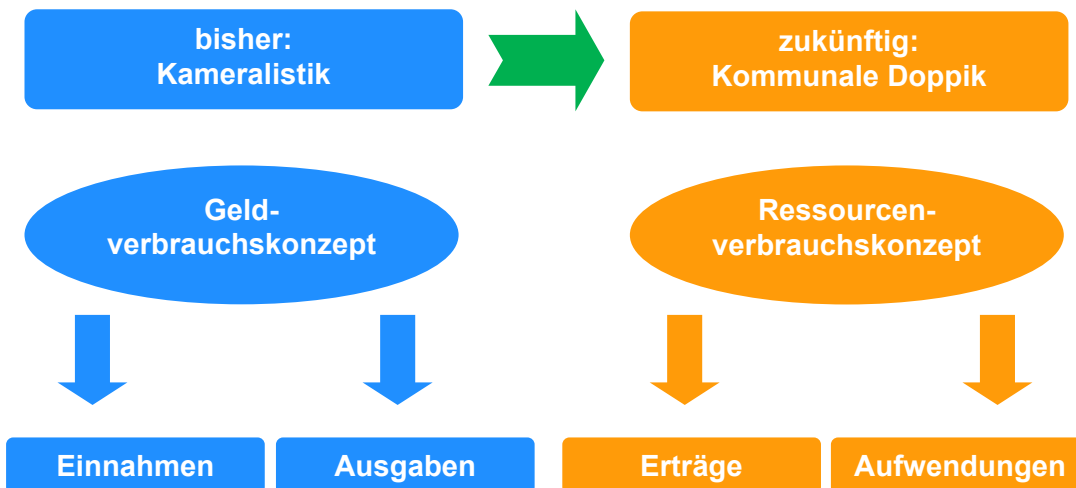 bisher:
Kameralistik
zukünftig:
Kommunale Doppik
Geld-
verbrauchskonzept
Ressourcen-
verbrauchskonzept
Einnahmen
Ausgaben
Erträge
Aufwendungen